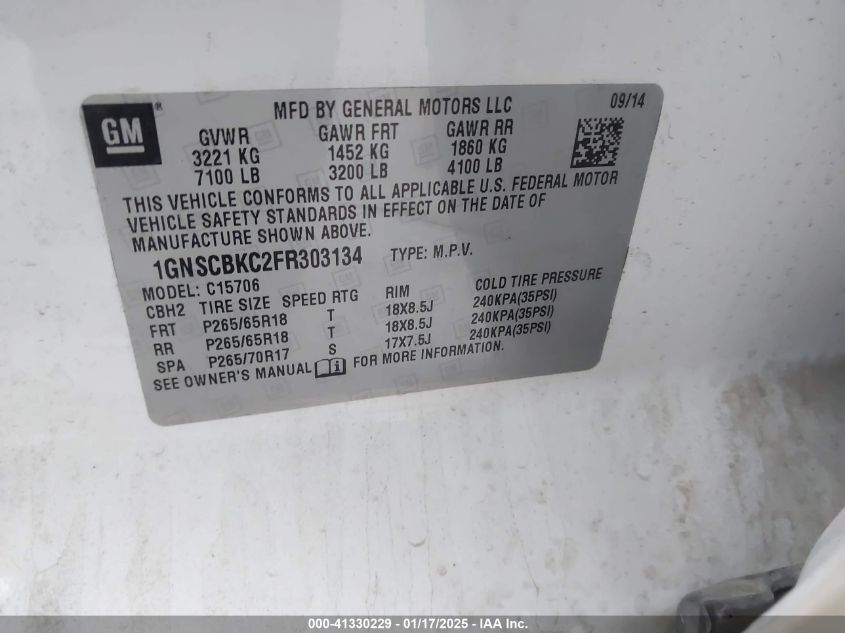 GM ®
MFD BY GENERAL MOTORS LLC 09/14
GVWR GAWR FRT GAWR RR
3221 KG 1452 KG 1860 KG
7100 LB 3200 LB 4100 LB
THIS VEHICLE CONFORMS TO ALL APPLICABLE U.S. FEDERAL MOTOR
VEHICLE SAFETY STANDARDS IN EFFECT ON THE DATE OF
MANUFACTURE SHOWN ABOVE.
1GNSCBKC2FR303134 TYPE: M.P.V.
MODEL: C15706
CBH2 TIRE SIZE SPEED RTG RIM COLD TIRE PRESSURE
FRT P265/65R18 T 18X8.5J 240KPA(35PSI)
RR P265/65R18 T 18X8.5J 240KPA(35PSI)
SPA P265/70R17 S 17X7.5J 240KPA(35PSI)
SEE OWNER'S MANUAL i FOR MORE INFORMATION.
000-41330229 - 01/17/2025 - IAA Inc.